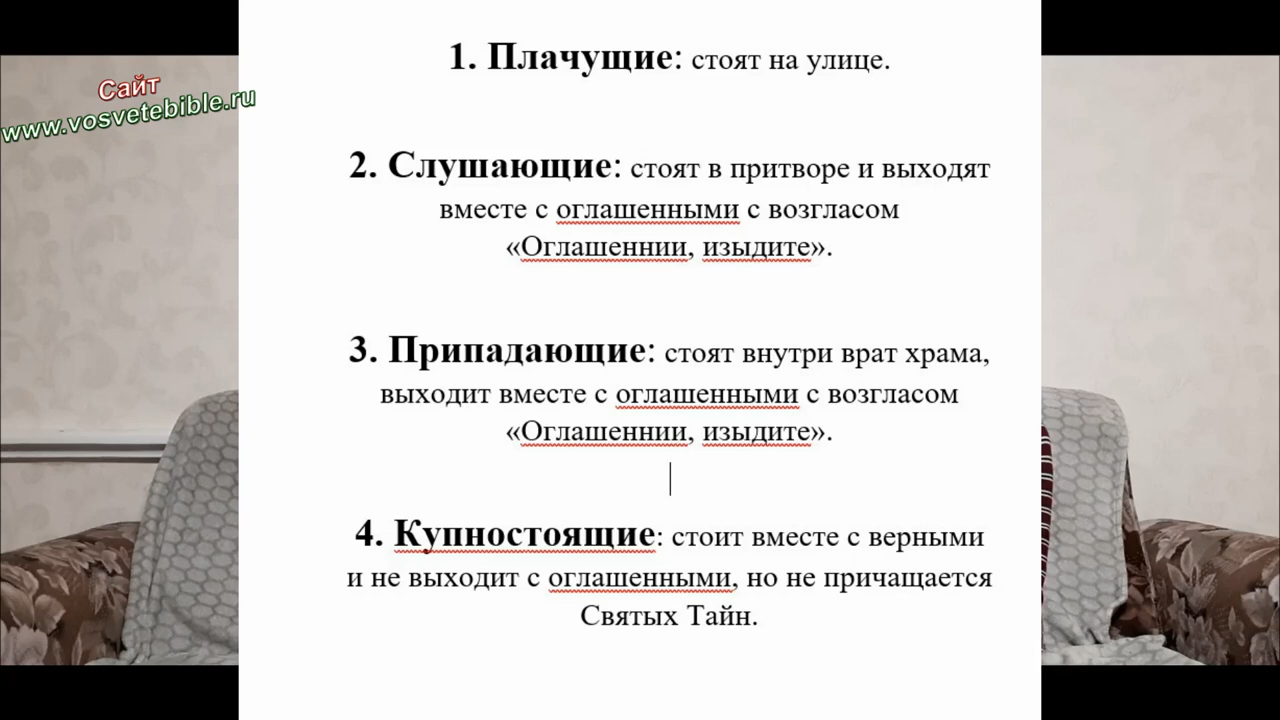 Сайт
www.vosvetebible.ru
1. Плачущие: стоят на улице.
2. Слушающие: стоят в притворе и выходят
вместе с оглашенными с возгласом
«Оглашеннии, изыдите».
3. Припадающие: стоят внутри врат храма,
выходит вместе с оглашенными с возгласом
«Оглашеннии, изыдите».
4. Купностоящие: стоит вместе с верными
и не выходит с оглашенными, но не причащается
Святых Тайн.